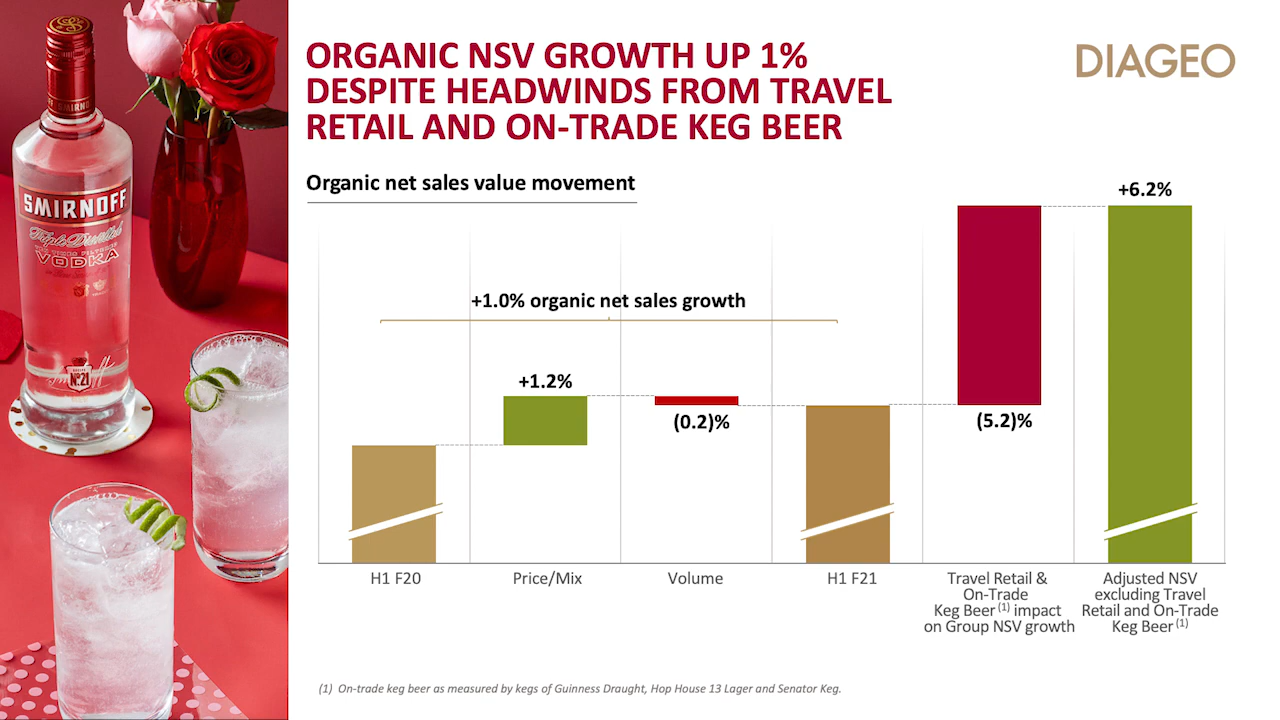 ORGANIC NSV GROWTH UP 1%
DESPITE HEADWINDS FROM TRAVEL
RETAIL AND ON-TRADE KEG BEER
DIAGEO
Organic net sales value movement
+6.2%
+1.0% organic net sales growth
+1.2%
(0.2)%
(5.2)%
H1 F20
Price/Mix
Volume
H1 F21
Travel Retail &
On-Trade
Keg Beer (1) impact
on Group NSV growth
Adjusted NSV
excluding Travel
Retail and On-Trade
Keg Beer (1)
(1) On-trade keg beer as measured by kegs of Guinness Draught, Hop House 13 Lager and Senator Keg.
SMIRNOFF
SMIRNOFF
Triple Distilled
VODKA
No. 21